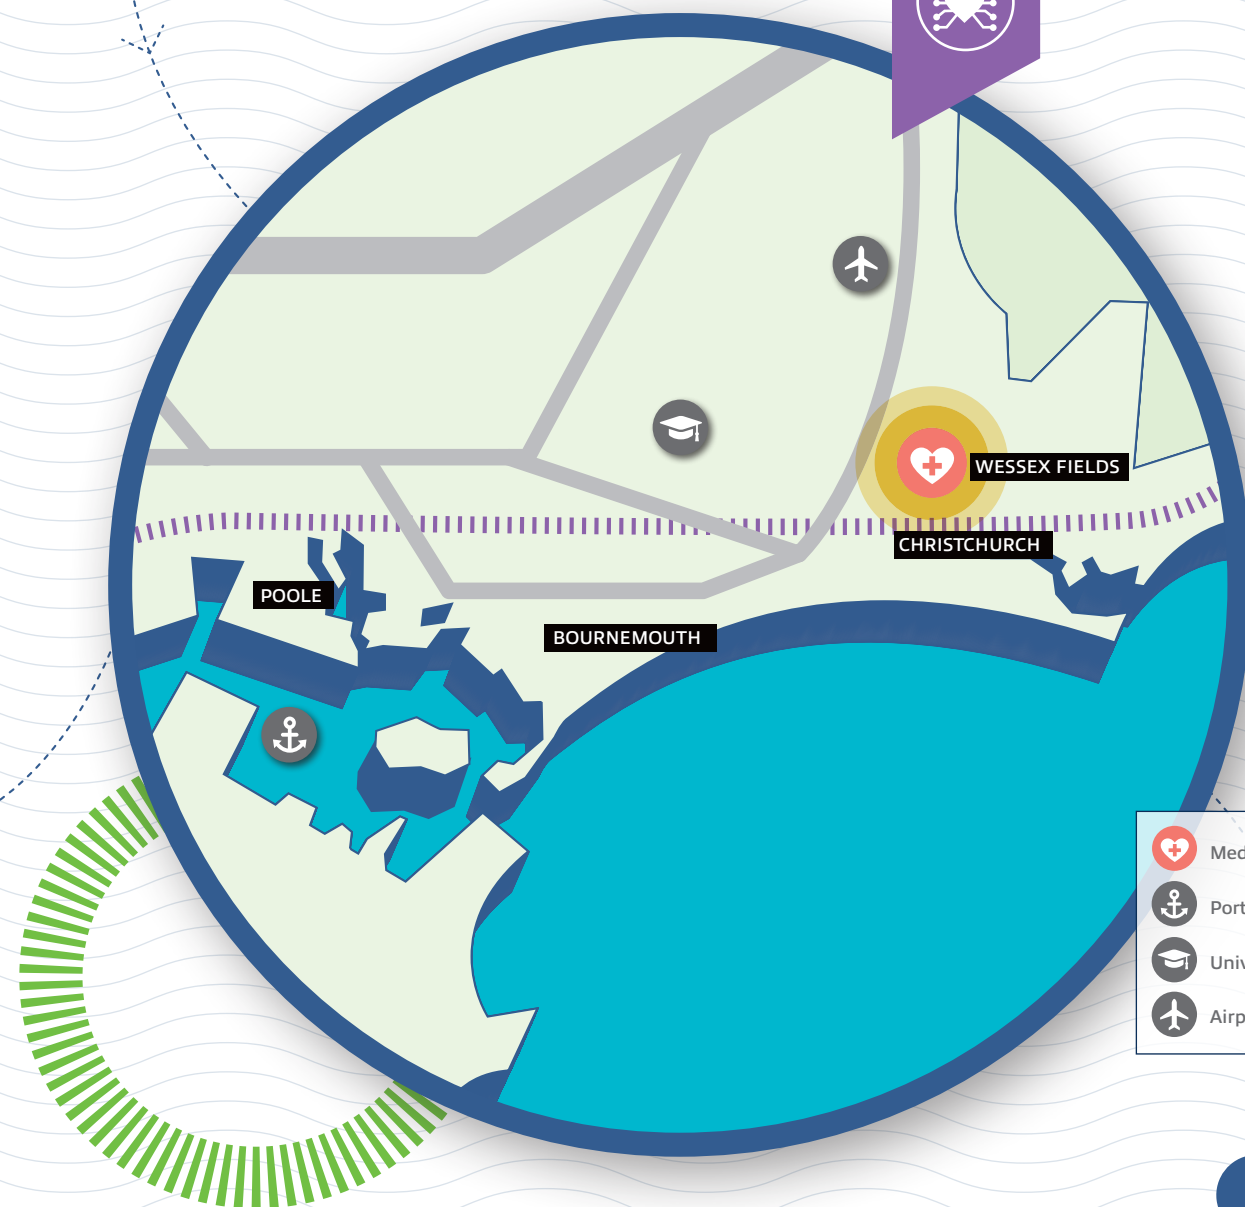 WESSEX FIELDS
CHRISTCHURCH
POOLE
BOURNEMOUTH
Med
Port
Univ
Airp